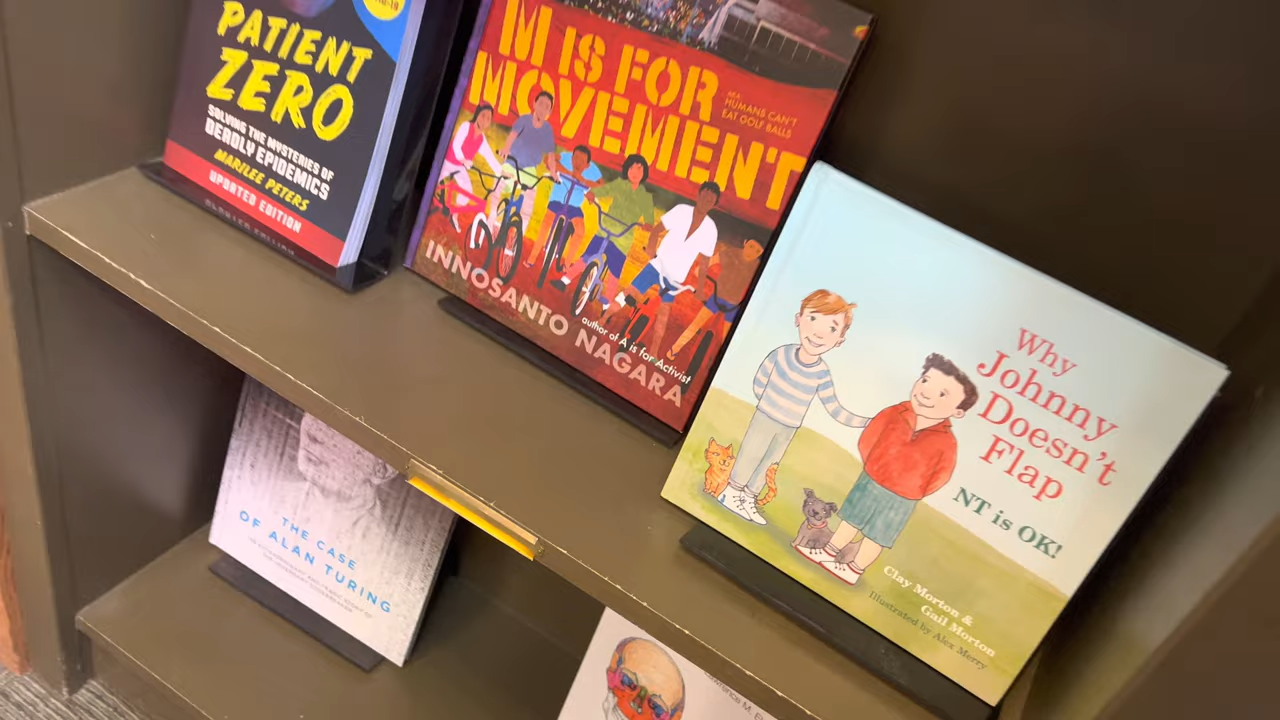 PATIENT
ZERO
SOLVING THE MYSTERIES OF
DEADLY EPIDEMICS
MARILEE PETERS
UPDATED EDITION
M IS FOR
MOVEMENT
AKA
HUMANS CAN'T
EAT GOLF BALLS
INNOSANTO NAGARA
author of A is for Activist
Why
Johnny
Doesn't
Flap
NT is OK!
Clay Morton &
Gail Morton
Illustrated by Alex Merry
THE CASE
OF ALAN TURING